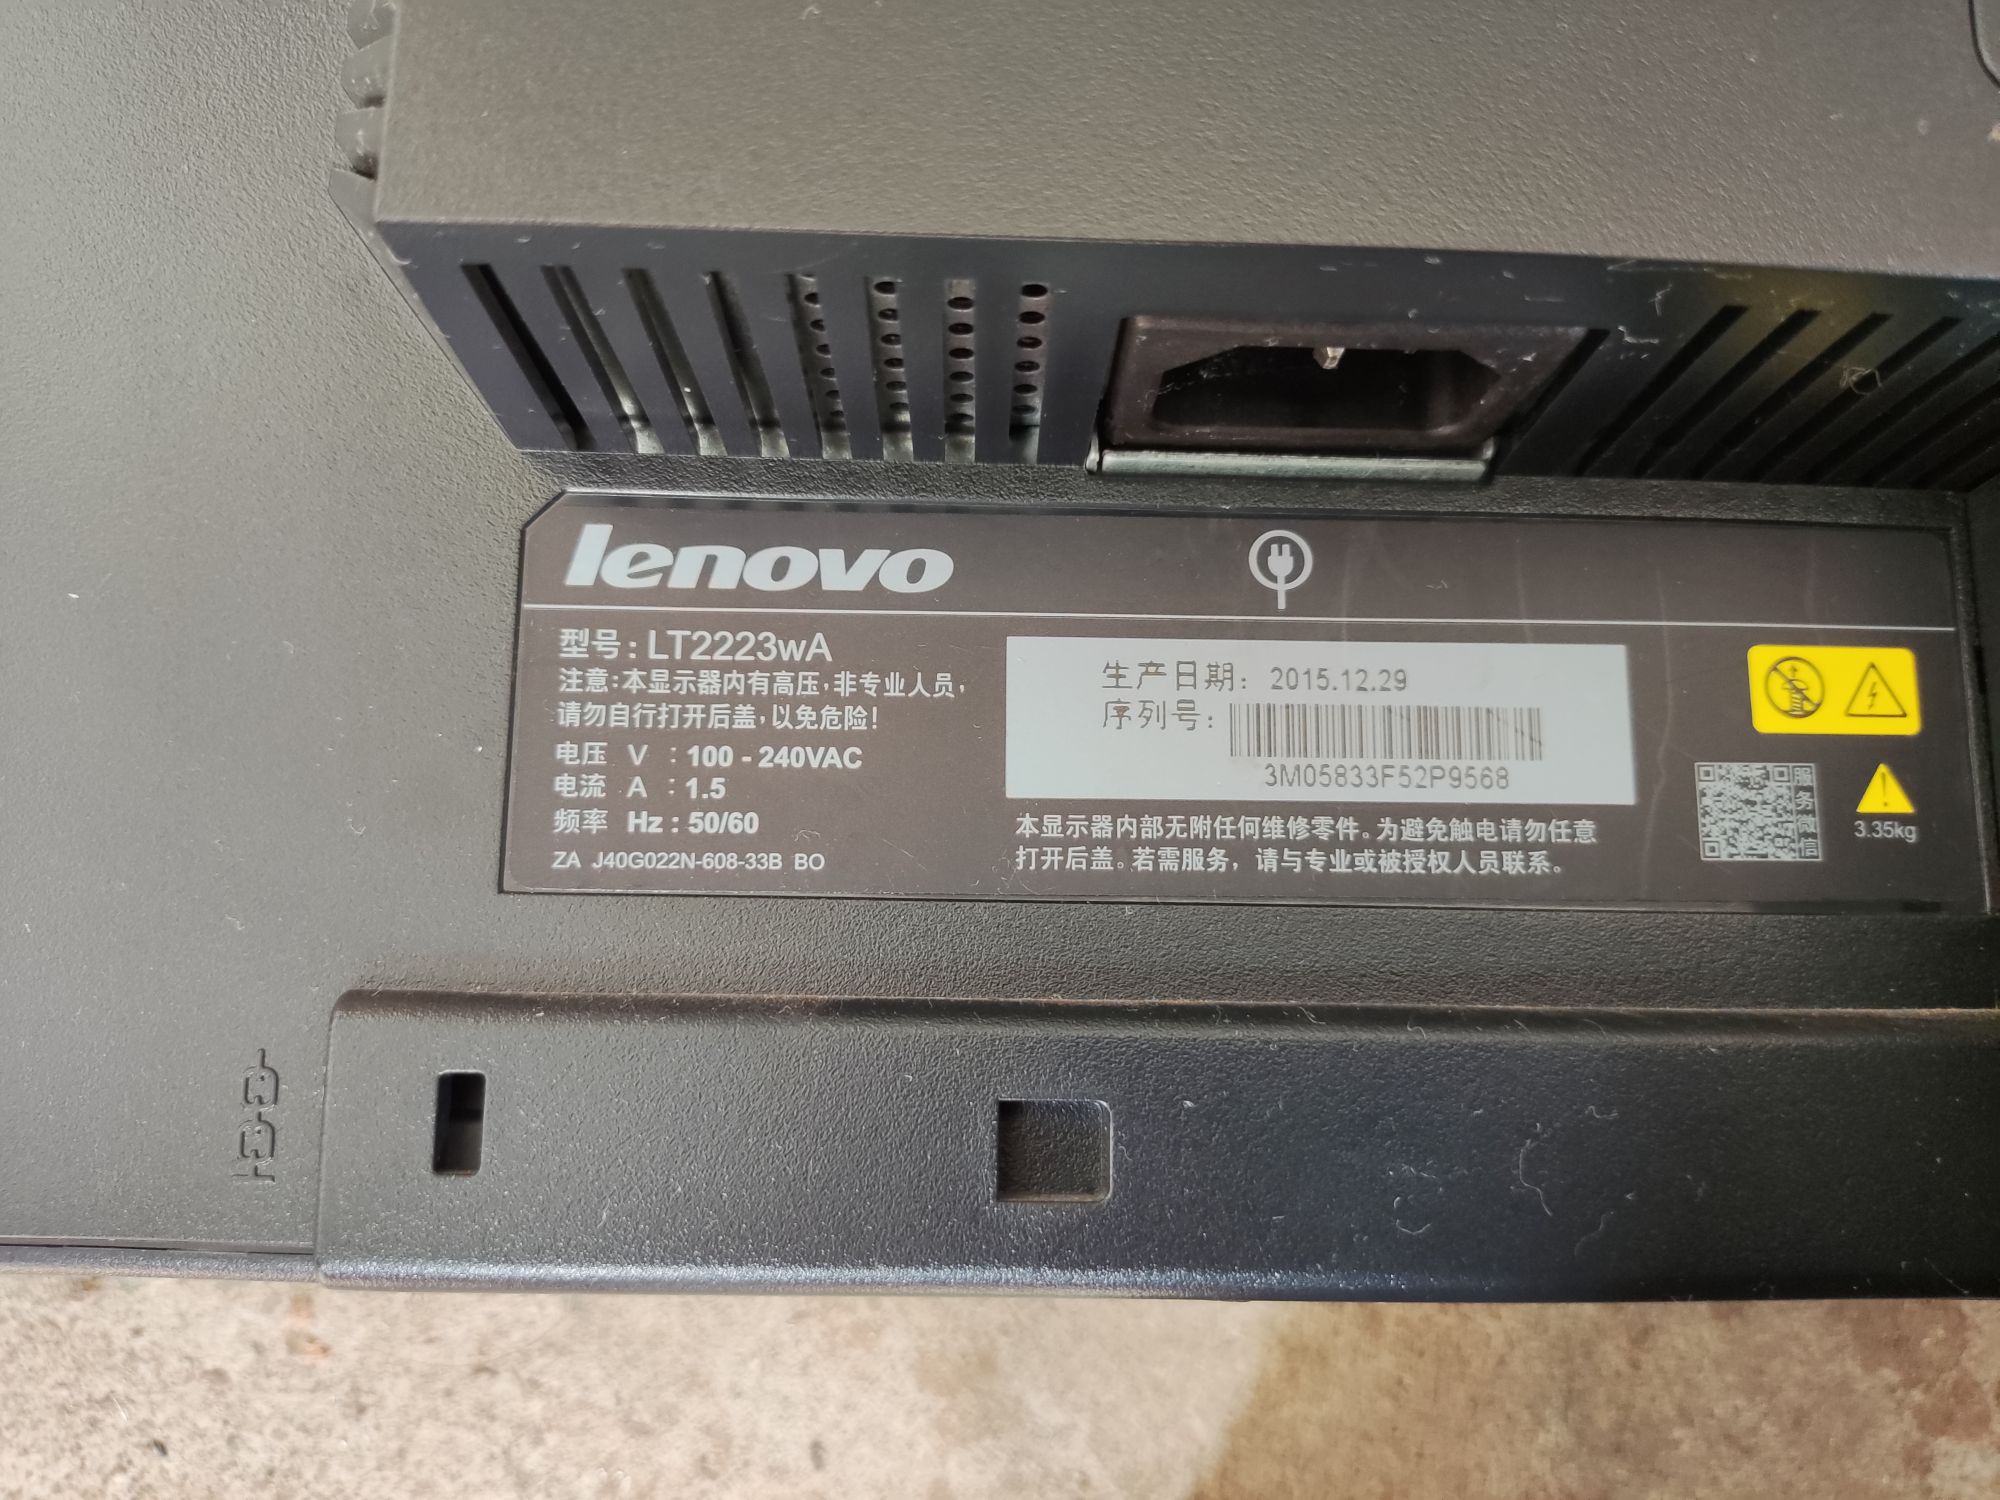 lenovo
型号: LT2223wA
注意:本显示器内有高压,非专业人员,
请勿自行打开后盖,以免危险!
电压 V : 100 - 240VAC
电流 A : 1.5
频率 Hz : 50/60
ZA J40G022N-608-33B BO
生产日期: 2015.12.29
序列号:
3M05833F52P9568
本显示器内部无附任何维修零件。为避免触电请勿任意
打开后盖。若需服务，请与专业或被授权人员联系。
服务微信
3.35kg